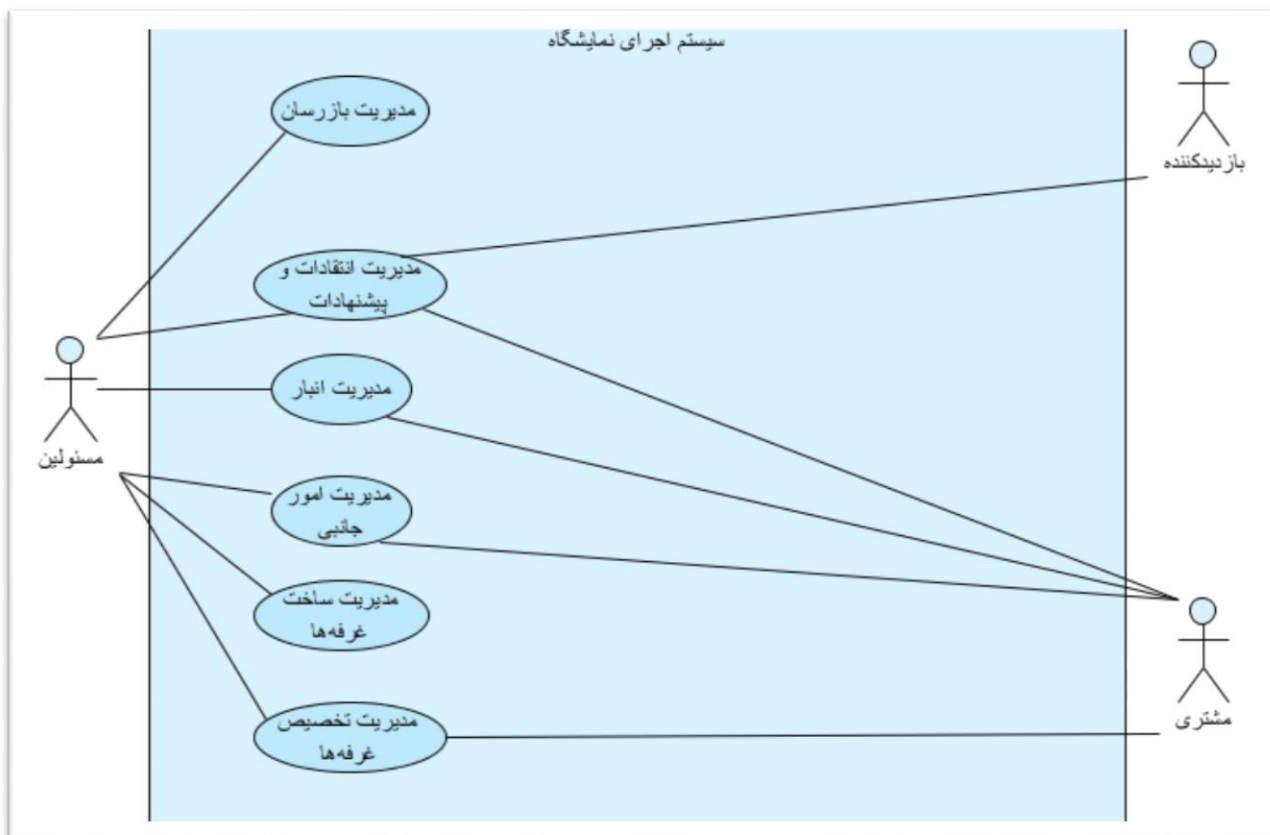 سیستم اجرای نمایشگاه
مدیریت بازرسان
بازدیدکننده
مدیریت انتقادات و
پیشنهادات
مدیریت انبار
مسئولین
مدیریت امور
جانبی
مدیریت ساخت
غرفه‌ها
مشتری
مدیریت تخصیص
غرفه‌ها